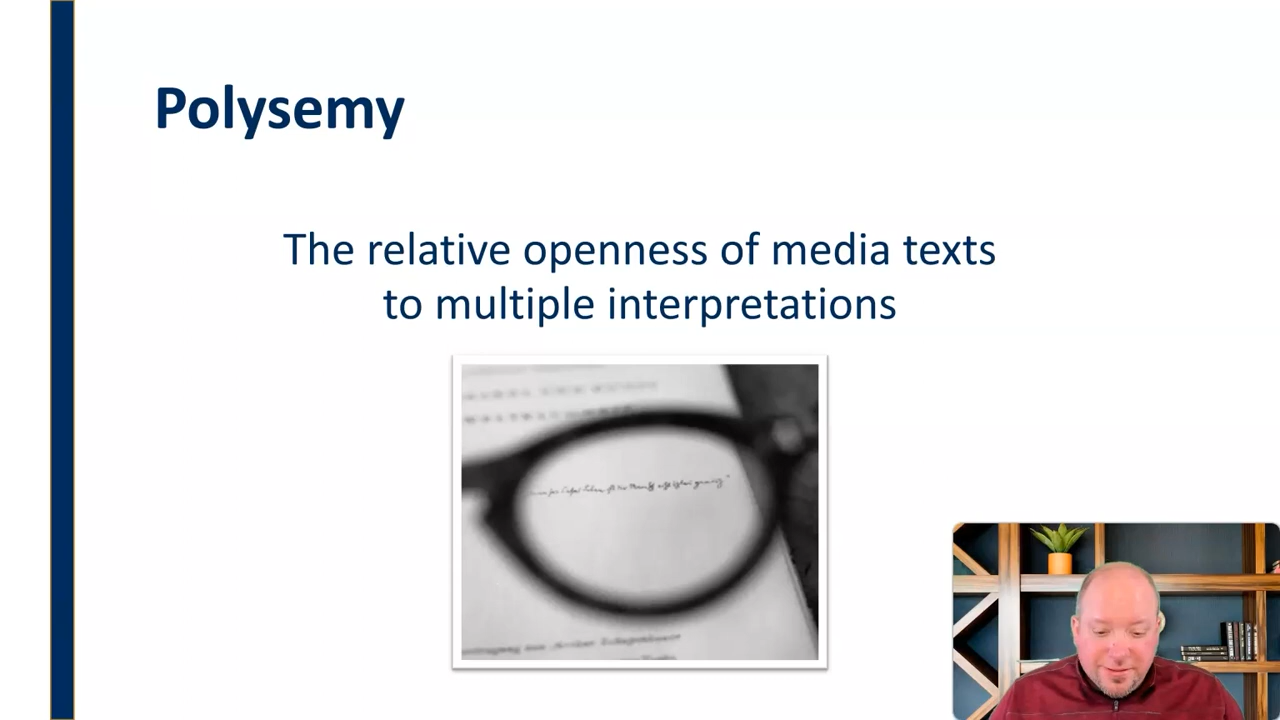 Polysemy
The relative openness of media texts
to multiple interpretations